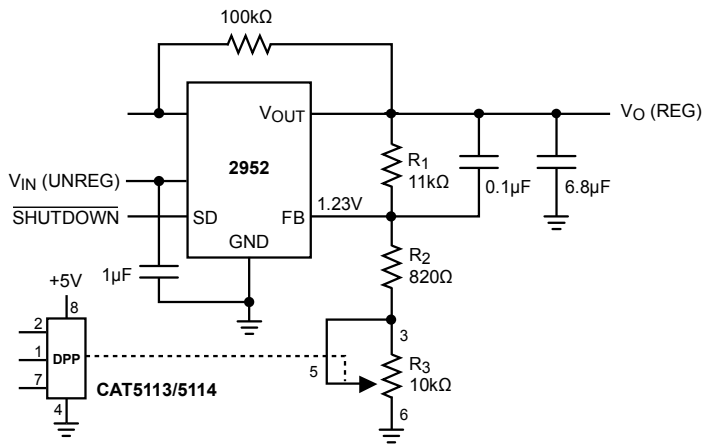 100kΩ
VOUT
VO (REG)
2952
R1
11kΩ
0.1µF
6.8µF
VIN (UNREG)
SHUTDOWN
SD
FB
1.23V
GND
1µF
R2
820Ω
+5V
8
2
1
7
4
DPP
CAT5113/5114
3
5
R3
10kΩ
6